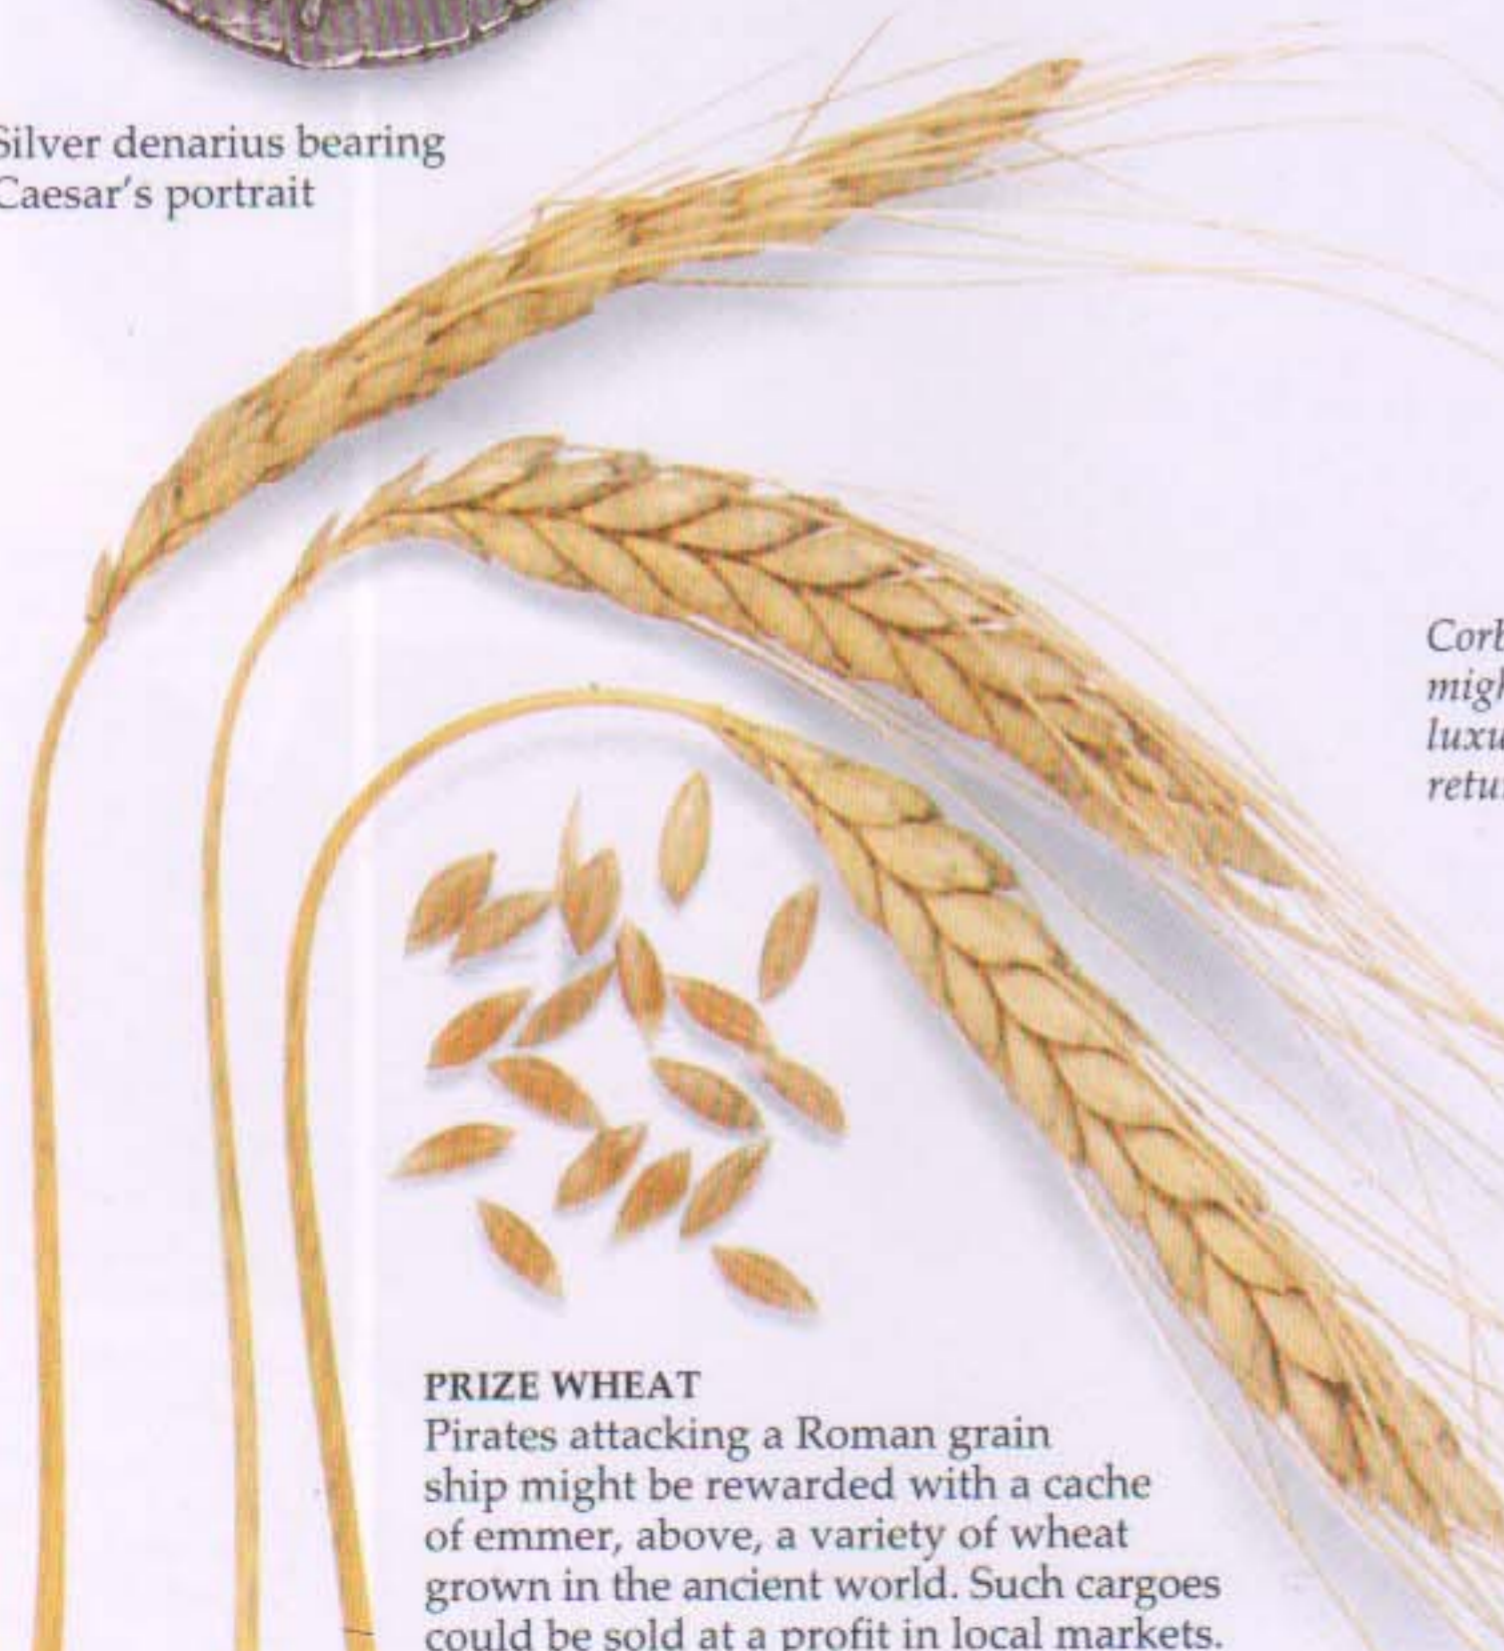 Silver denarius bearing
Caesar's portrait
PRIZE WHEAT
Pirates attacking a Roman grain
ship might be rewarded with a cache
of emmer, above, a variety of wheat
grown in the ancient world. Such cargoes
could be sold at a profit in local markets.